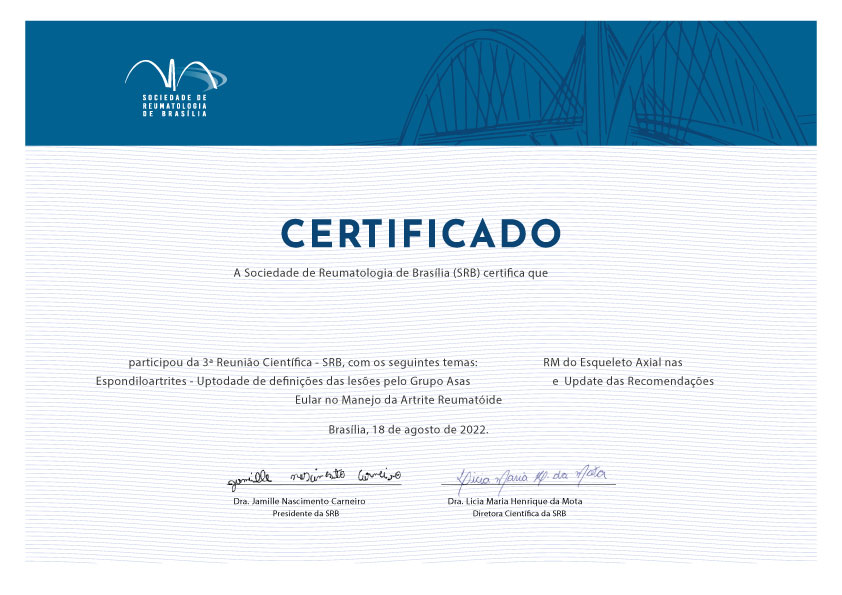 SOCIEDADE DE
REUMATOLOGIA
DE BRASÍLIA
CERTIFICADO
A Sociedade de Reumatologia de Brasília (SRB) certifica que
participou da 3ª Reunião Científica - SRB, com os seguintes temas: RM do Esqueleto Axial nas
Espondiloartrites - Uptodade de definições das lesões pelo Grupo Asas e Update das Recomendações
Eular no Manejo da Artrite Reumatóide
Brasília, 18 de agosto de 2022.
Jamille Nascimento Carneiro
Licia Maria H. da Mota
Dra. Jamille Nascimento Carneiro
Dra. Licia Maria Henrique da Mota
Presidente da SRB
Diretora Científica da SRB